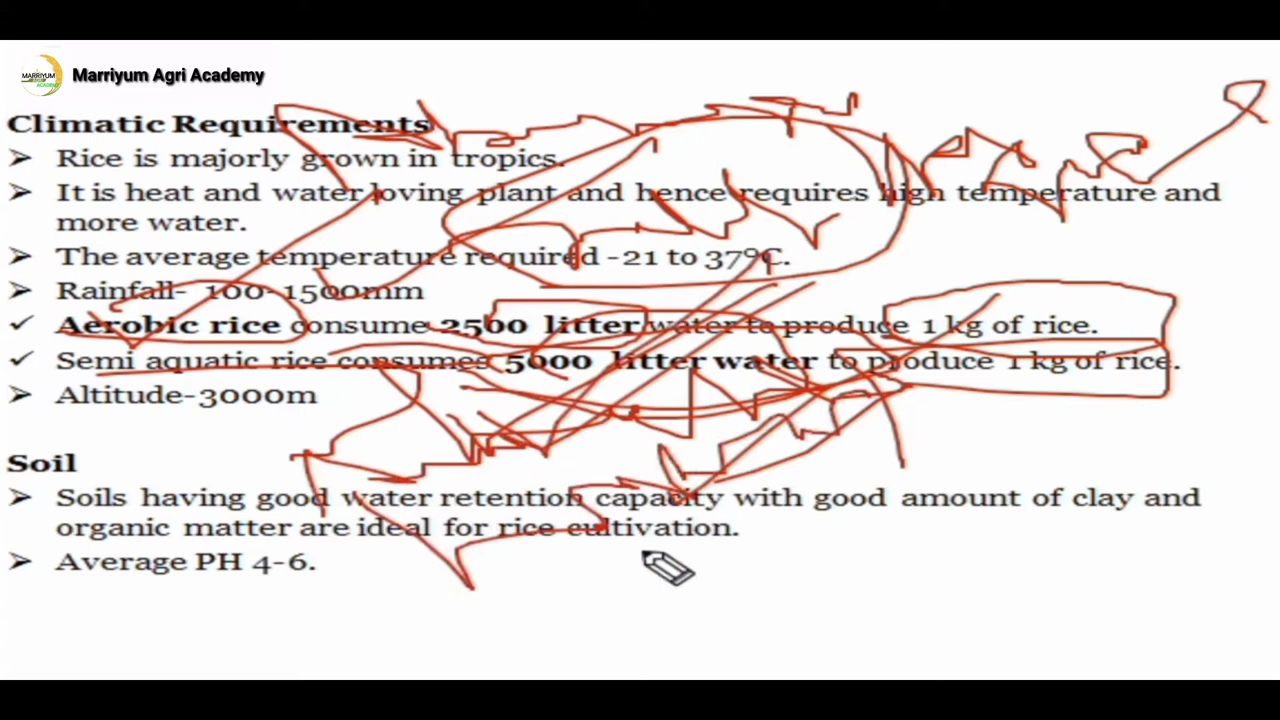 MARRIYUM
ACADEMY
Marriyum Agri Academy
Climatic Requirements
➤ Rice is majorly grown in tropics.
➤ It is heat and water loving plant and hence requires high temperature and
more water.
➤ The average temperature required -21 to 37°C.
➤ Rainfall- 100-1500mm
✓ Aerobic rice consume 2500 litter water to produce 1 kg of rice.
✓ Semi aquatic rice consumes 5000 litter water to produce 1 kg of rice.
➤ Altitude-3000m
Soil
➤ Soils having good water retention capacity with good amount of clay and
organic matter are ideal for rice cultivation.
➤ Average PH 4-6.